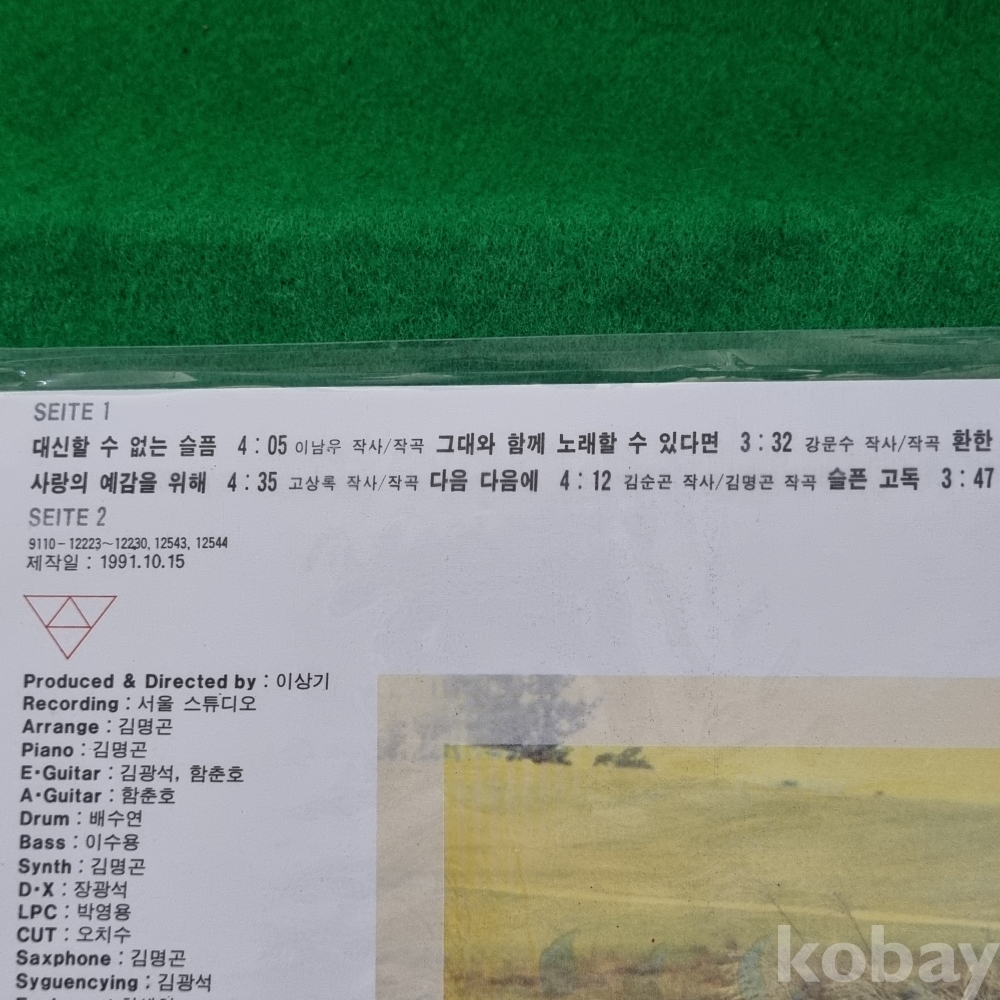 SEITE 1
대신할 수 없는 슬픔 4 : 05 이남우 작사/작곡 그대와 함께 노래할 수 있다면 3 : 32 강문수 작사/작곡 환한
사랑의 예감을 위해 4 : 35 고상록 작사/작곡 다음 다음에 4 : 12 김순곤 작사/김명곤 작곡 슬픈 고독 3 : 47
SEITE 2
9110-12223~12230, 12543, 12544
제작일 : 1991.10.15
Produced & Directed by : 이상기
Recording : 서울 스튜디오
Arrange : 김명곤
Piano : 김명곤
E·Guitar : 김광석, 함춘호
A·Guitar : 함춘호
Drum : 배수연
Bass : 이수용
Synth : 김명곤
D·X : 장광석
LPC : 박영용
CUT : 오치수
Saxphone : 김명곤
Syguencying : 김광석
kobay